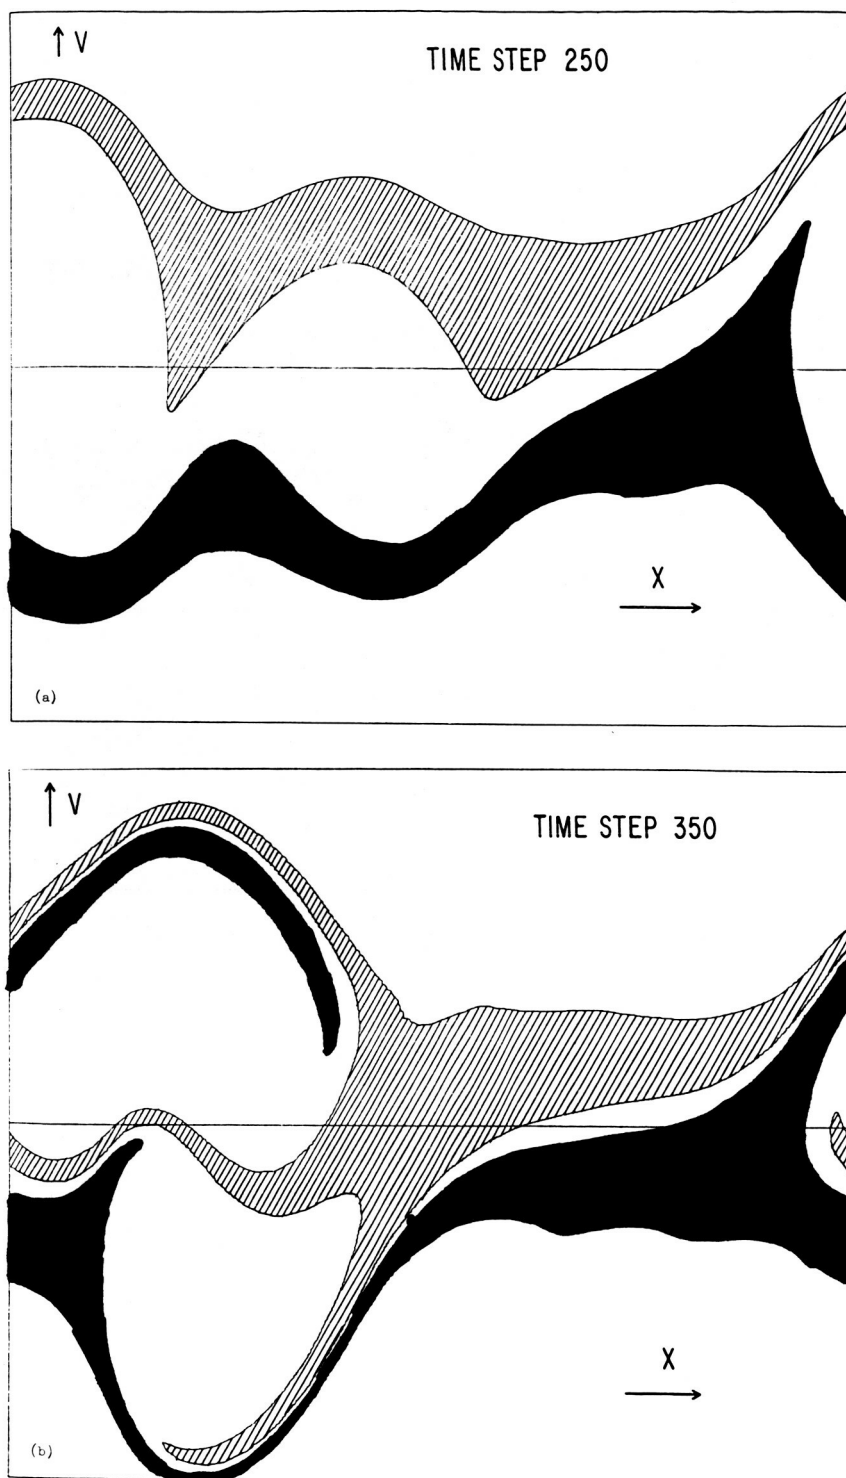 ↑ V
TIME STEP 250
X
→
(a)
↑ V
TIME STEP 350
X
→
(b)